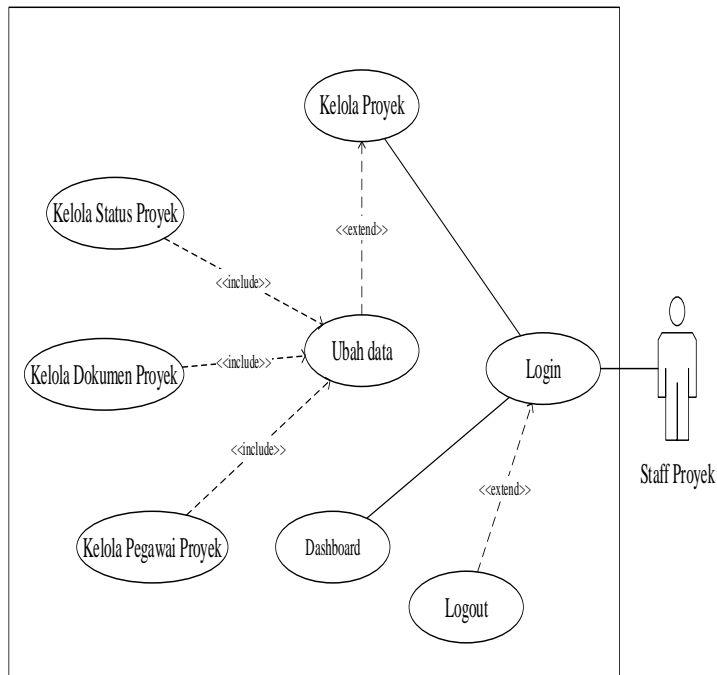 Kelola Proyek
Kelola Status Proyek
<<extend>>
<<include>>
Ubah data
<<include>>
Kelola Dokumen Proyek
Login
<<include>>
Staff Proyek
<<extend>>
Kelola Pegawai Proyek
Dashboard
Logout